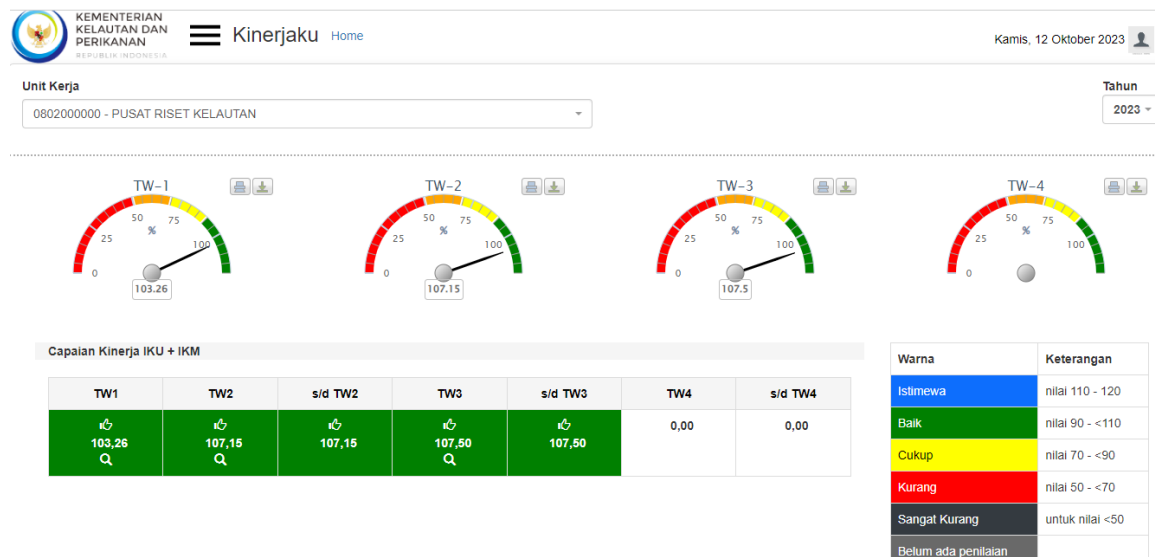 KEMENTERIAN
KELAUTAN DAN
PERIKANAN
REPUBLIK INDONESIA
Kinerjaku Home
Kamis, 12 Oktober 2023
Unit Kerja
Tahun
0802000000 - PUSAT RISET KELAUTAN
2023
TW-1
0 25 50 75 100
%
103.26
TW-2
0 25 50 75 100
%
107.15
TW-3
0 25 50 75 100
%
107.5
TW-4
0 25 50 75 100
%
Capaian Kinerja IKU + IKM
TW1 TW2 s/d TW2 TW3 s/d TW3 TW4 s/d TW4
103,26 107,15 107,15 107,50 107,50 0,00 0,00
Warna Keterangan
Istimewa nilai 110 - 120
Baik nilai 90 - <110
Cukup nilai 70 - <90
Kurang nilai 50 - <70
Sangat Kurang untuk nilai <50
Belum ada penilaian